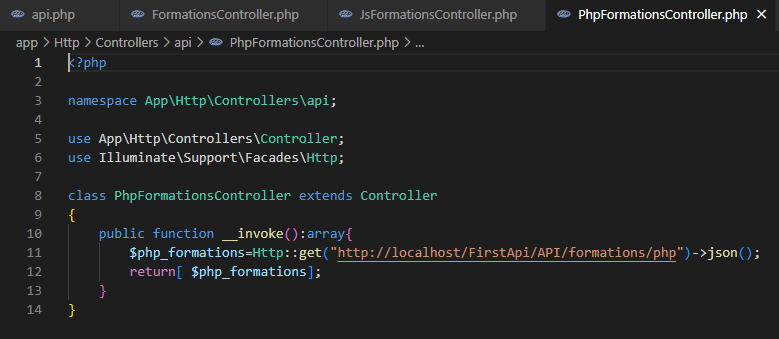 api.php FormationsController.php JsFormationsController.php PhpFormationsController.php ×
app > Http > Controllers > api > PhpFormationsController.php > ...
1 <?php
2
3 namespace App\Http\Controllers\api;
4
5 use App\Http\Controllers\Controller;
6 use Illuminate\Support\Facades\Http;
7
8 class PhpFormationsController extends Controller
9 {
10 public function __invoke():array{
11 $php_formations=Http::get("http://localhost/FirstApi/API/formations/php")->json();
12 return[ $php_formations];
13 }
14 }